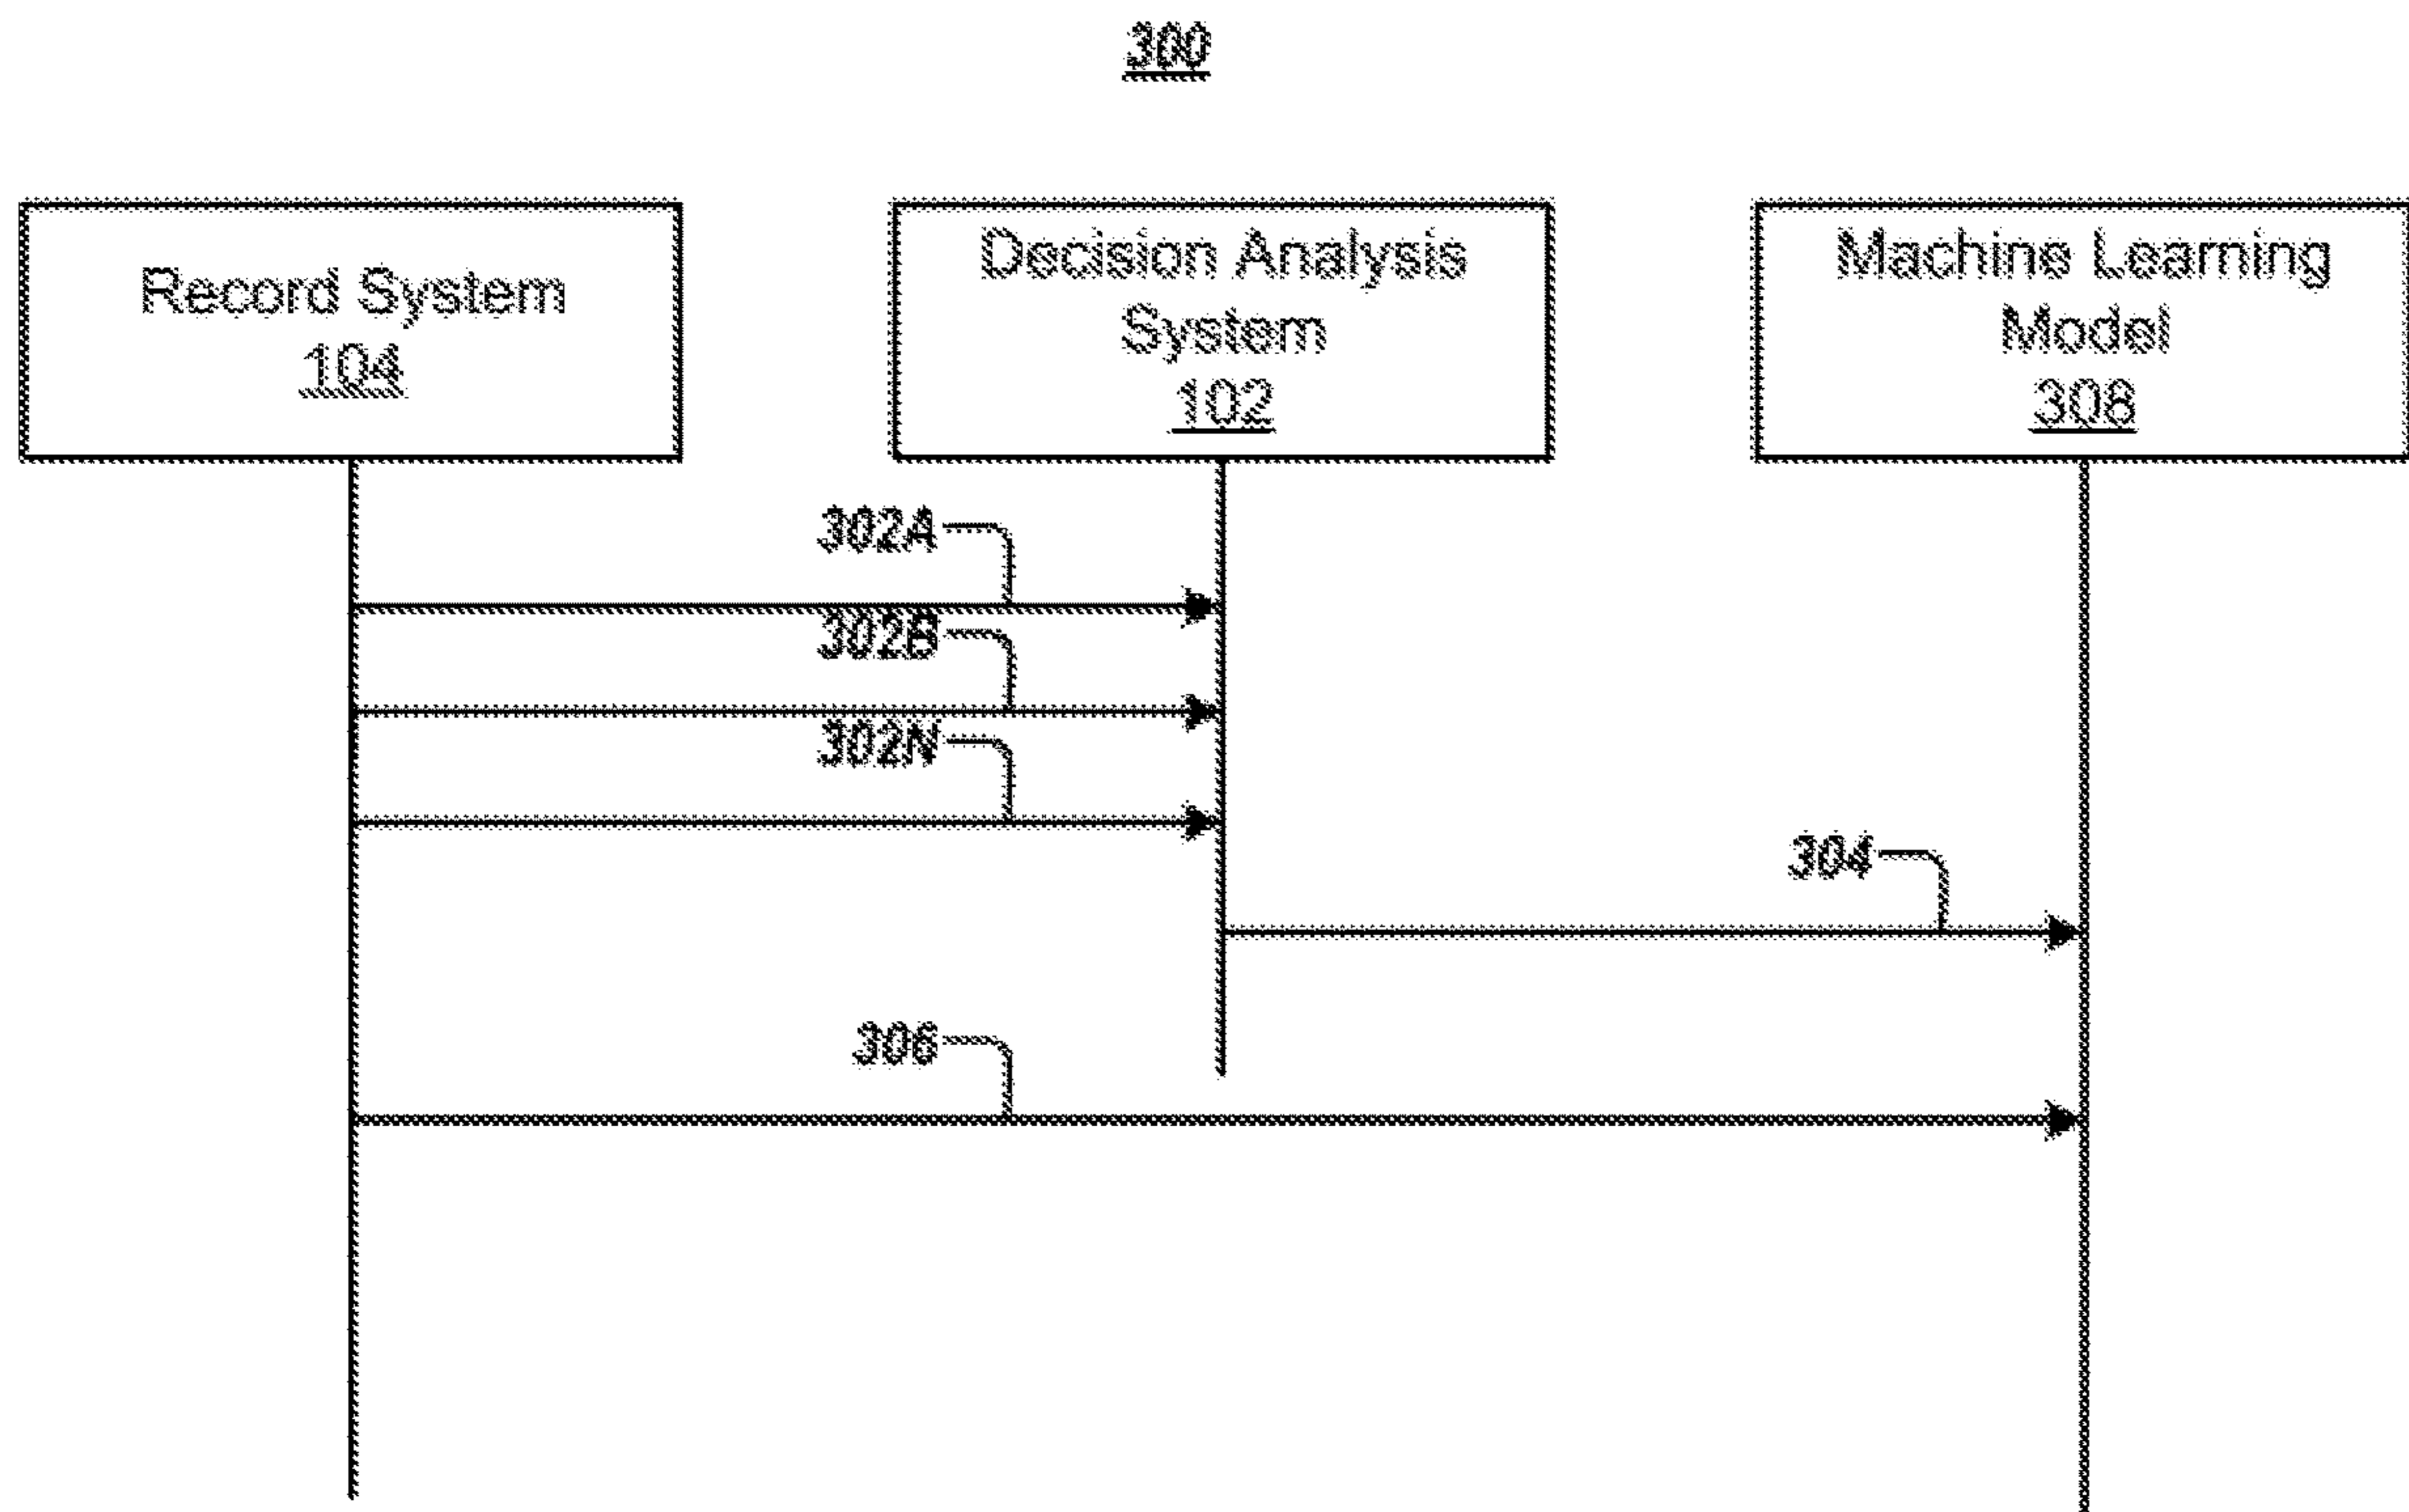 300
Record System
104
Decision Analysis
System
102
Machine Learning
Model
308
302A
302B
302N
304
306